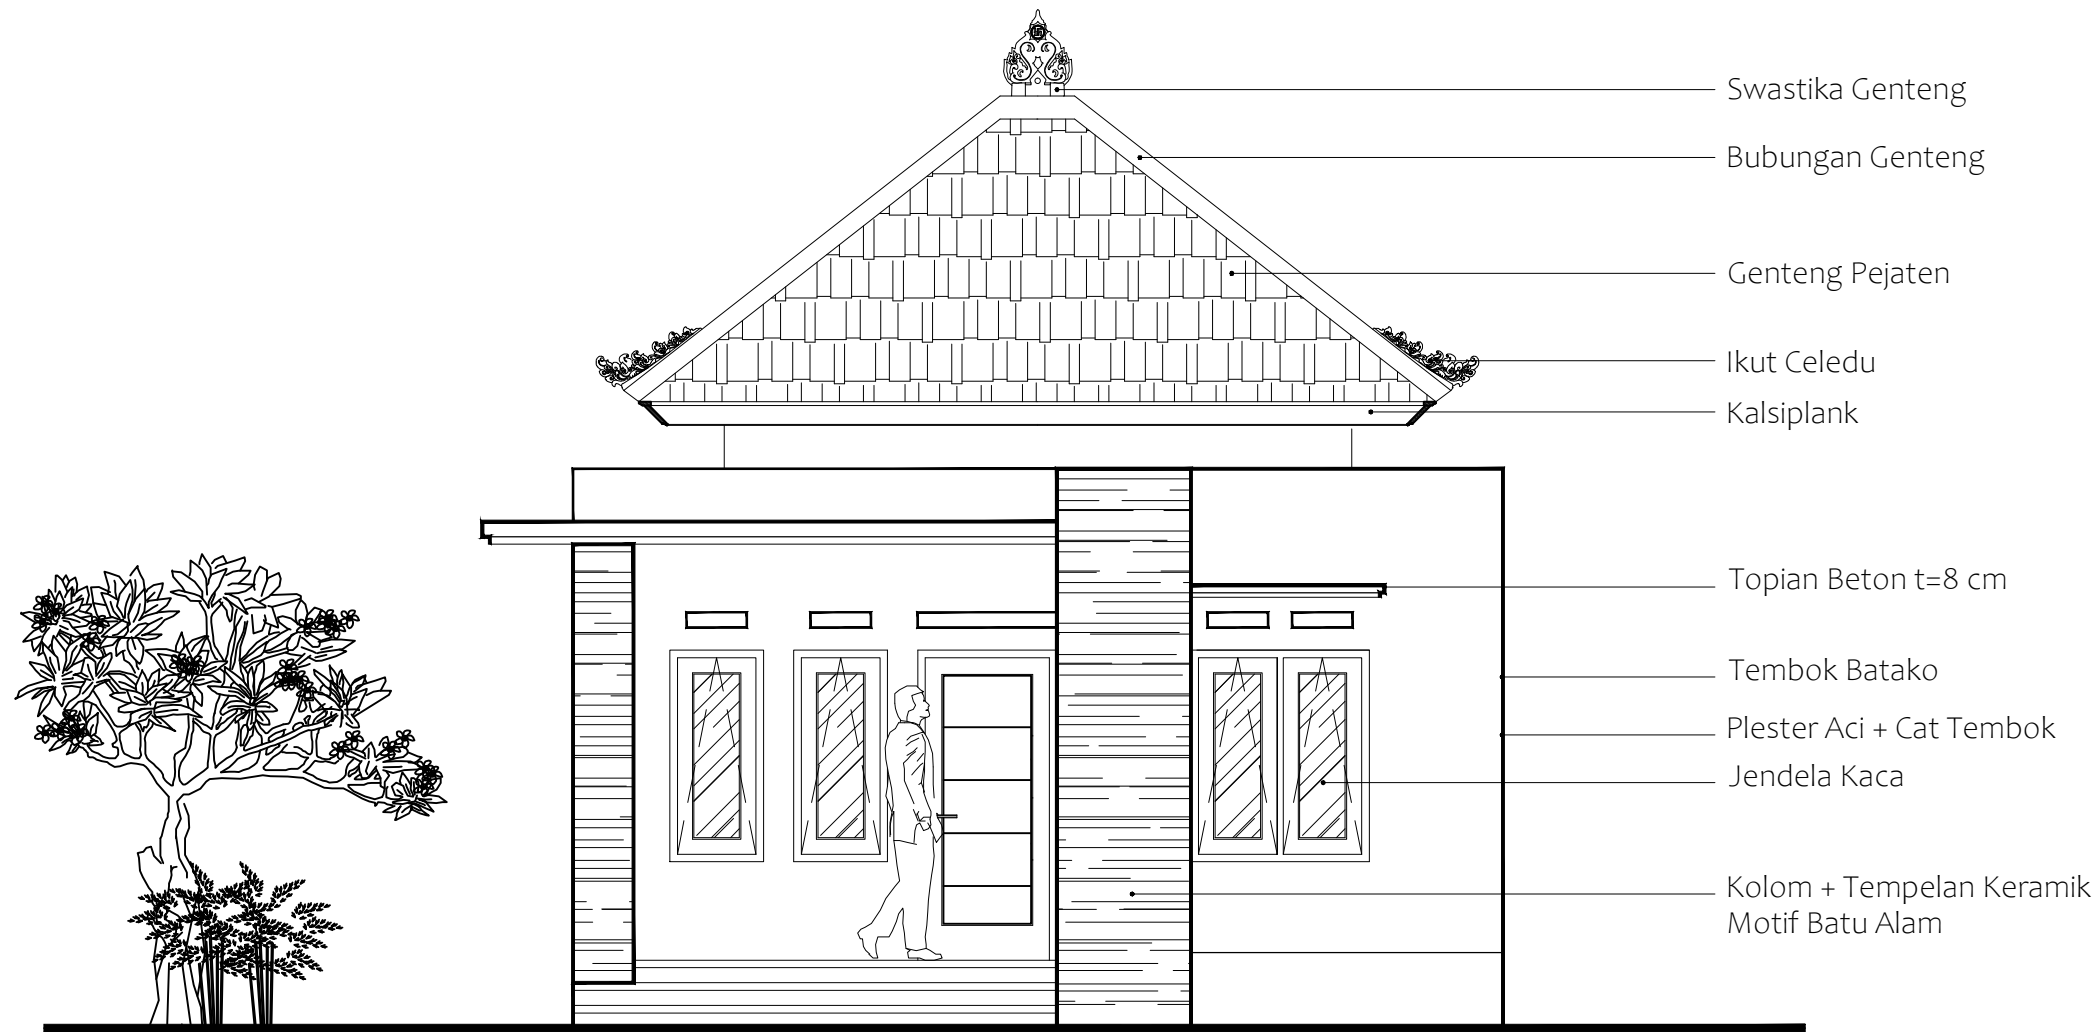 Swastika Genteng
Bubungan Genteng
Genteng Pejaten
Ikut Celedu
Kalsiplank
Topian Beton t=8 cm
Tembok Batako
Plester Aci + Cat Tembok
Jendela Kaca
Kolom + Tempelan Keramik
Motif Batu Alam